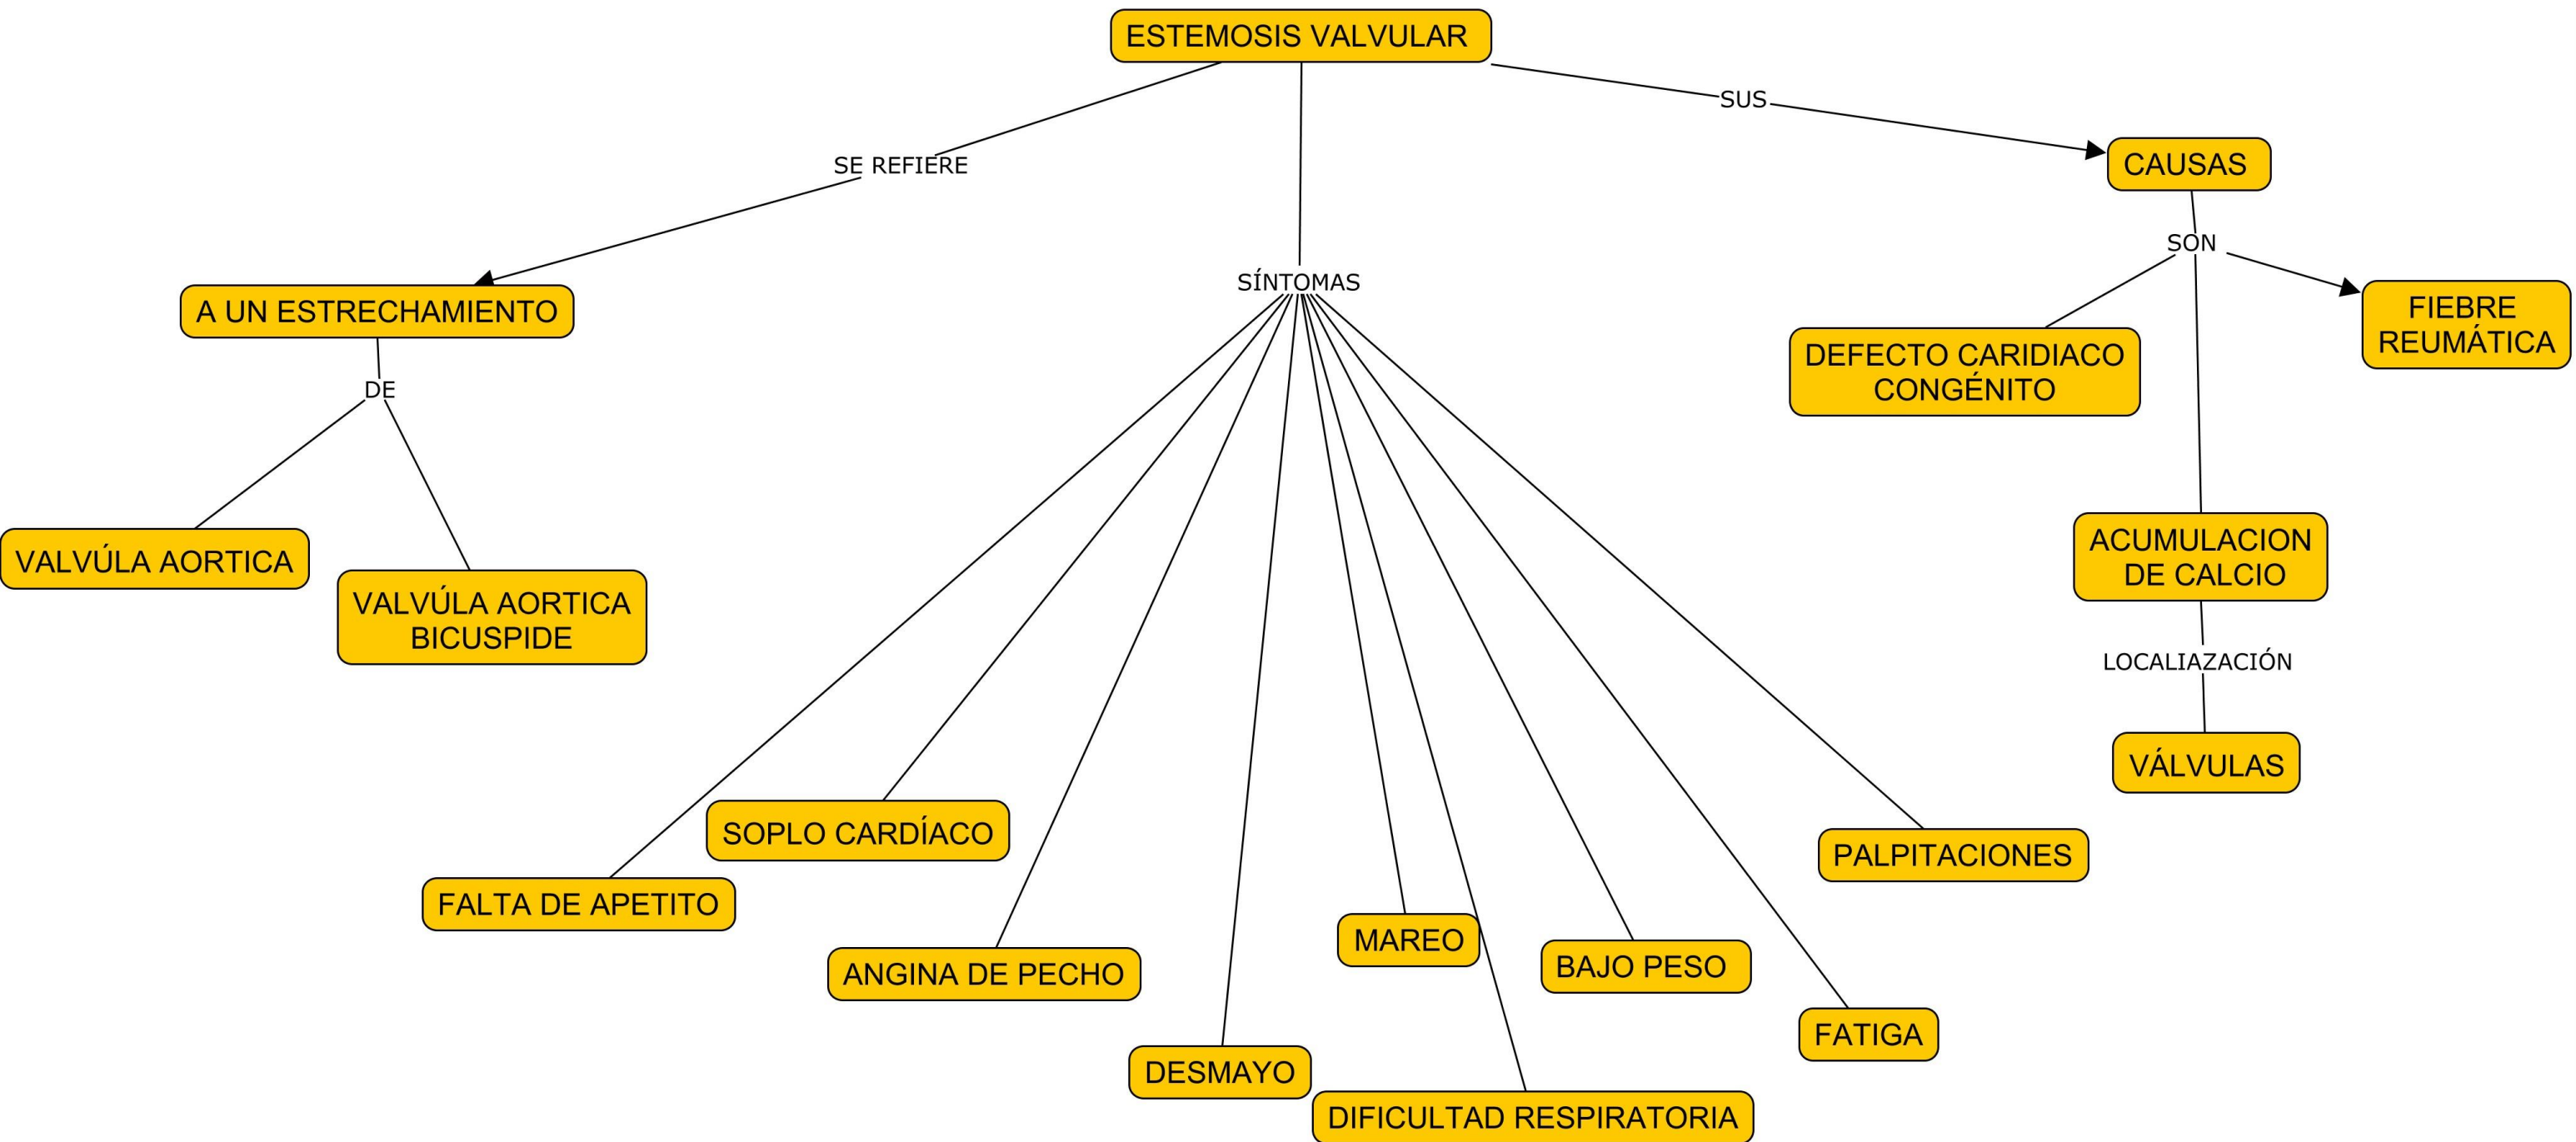 ESTEMOSIS VALVULAR
SUS
SE REFIERE
CAUSAS
SON
SÍNTOMAS
A UN ESTRECHAMIENTO
FIEBRE
REUMÁTICA
DEFECTO CARIDIACO
CONGÉNITO
DE
VALVÚLA AORTICA
VALVÚLA AORTICA
BICUSPIDE
ACUMULACION
DE CALCIO
LOCALIAZACIÓN
VÁLVULAS
SOPLO CARDÍACO
PALPITACIONES
FALTA DE APETITO
MAREO
BAJO PESO
ANGINA DE PECHO
FATIGA
DESMAYO
DIFICULTAD RESPIRATORIA